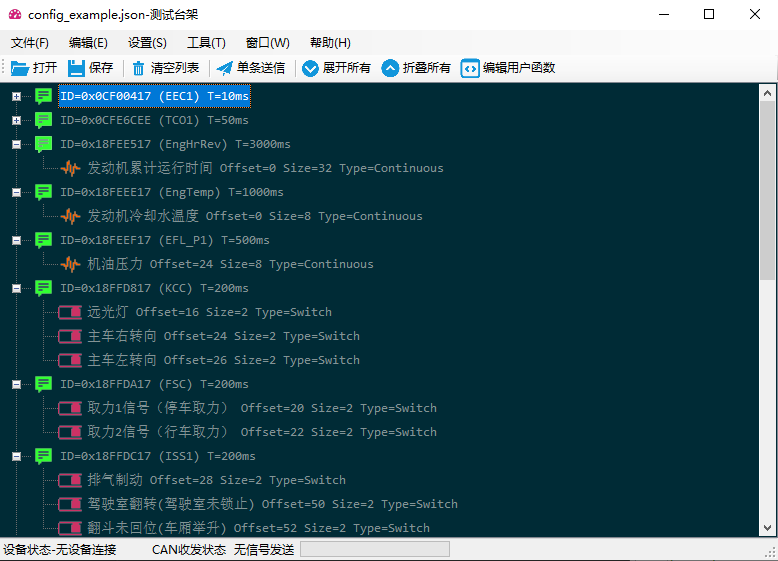 config_example.json-测试台架
文件(F) 编辑(E) 设置(S) 工具(T) 窗口(W) 帮助(H)
打开 保存 清空列表 单条送信 展开所有 折叠所有 编辑用户函数
ID=0x0CF00417 (EEC1) T=10ms
ID=0x0CFE6CEE (TCO1) T=50ms
ID=0x18FEE517 (EngHrRev) T=3000ms
发动机累计运行时间 Offset=0 Size=32 Type=Continuous
ID=0x18FEEE17 (EngTemp) T=1000ms
发动机冷却水温度 Offset=0 Size=8 Type=Continuous
ID=0x18FEEF17 (EFL_P1) T=500ms
机油压力 Offset=24 Size=8 Type=Continuous
ID=0x18FFD817 (KCC) T=200ms
远光灯 Offset=16 Size=2 Type=Switch
主车右转向 Offset=24 Size=2 Type=Switch
主车左转向 Offset=26 Size=2 Type=Switch
ID=0x18FFDA17 (FSC) T=200ms
取力1信号（停车取力） Offset=20 Size=2 Type=Switch
取力2信号（行车取力） Offset=22 Size=2 Type=Switch
ID=0x18FFDC17 (ISS1) T=200ms
排气制动 Offset=28 Size=2 Type=Switch
驾驶室翻转(驾驶室未锁止) Offset=50 Size=2 Type=Switch
翻斗未回位(车厢举升) Offset=52 Size=2 Type=Switch
设备状态-无设备连接 CAN收发状态 无信号发送